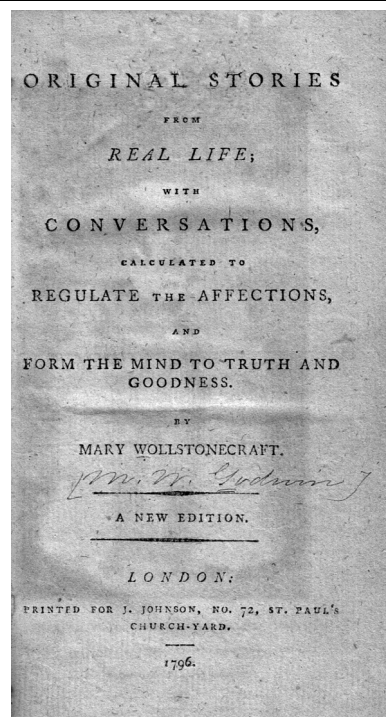 ORIGINAL STORIES
FROM
REAL LIFE;
WITH
CONVERSATIONS,
CALCULATED TO
REGULATE THE AFFECTIONS,
AND
FORM THE MIND TO TRUTH AND
GOODNESS.
BY
MARY WOLLSTONECRAFT.
[M. W. Godwin]
A NEW EDITION.
LONDON:
PRINTED FOR J. JOHNSON, NO. 72, ST. PAUL'S
CHURCH-YARD.
1796.